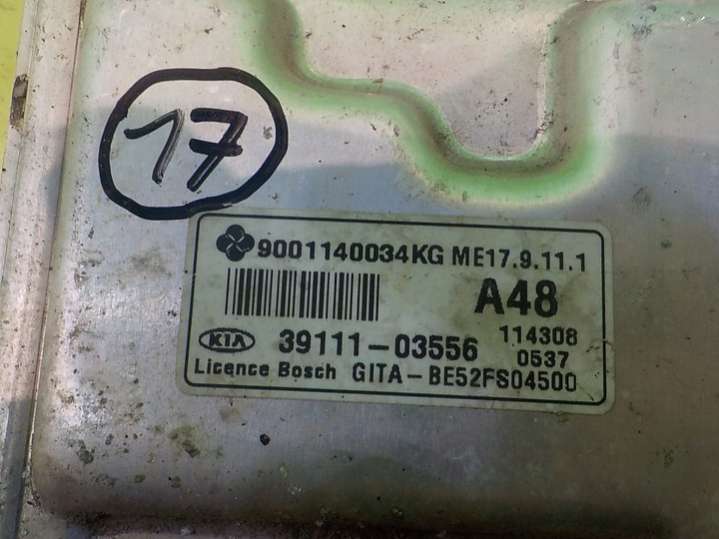 17
9001140034KG ME17.9.11.1
A48
KIA 39111-03556 114308
0537
Licence Bosch GITA-BE52FS04500